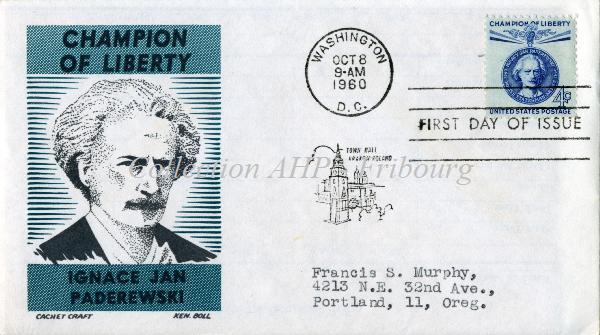 CHAMPION
OF LIBERTY
IGNACE JAN
PADEREWSKI
CACHET CRAFT KEN. BOLL
WASHINGTON
OCT 8
9-AM
1960
D.C.
CHAMPION OF LIBERTY
4¢
UNITED STATES POSTAGE
FIRST DAY OF ISSUE
TOWN HALL
KRAKOW POLAND
Collection AHP Fribourg
Francis S. Murphy,
4213 N.E. 32nd Ave.,
Portland, 11, Oreg.